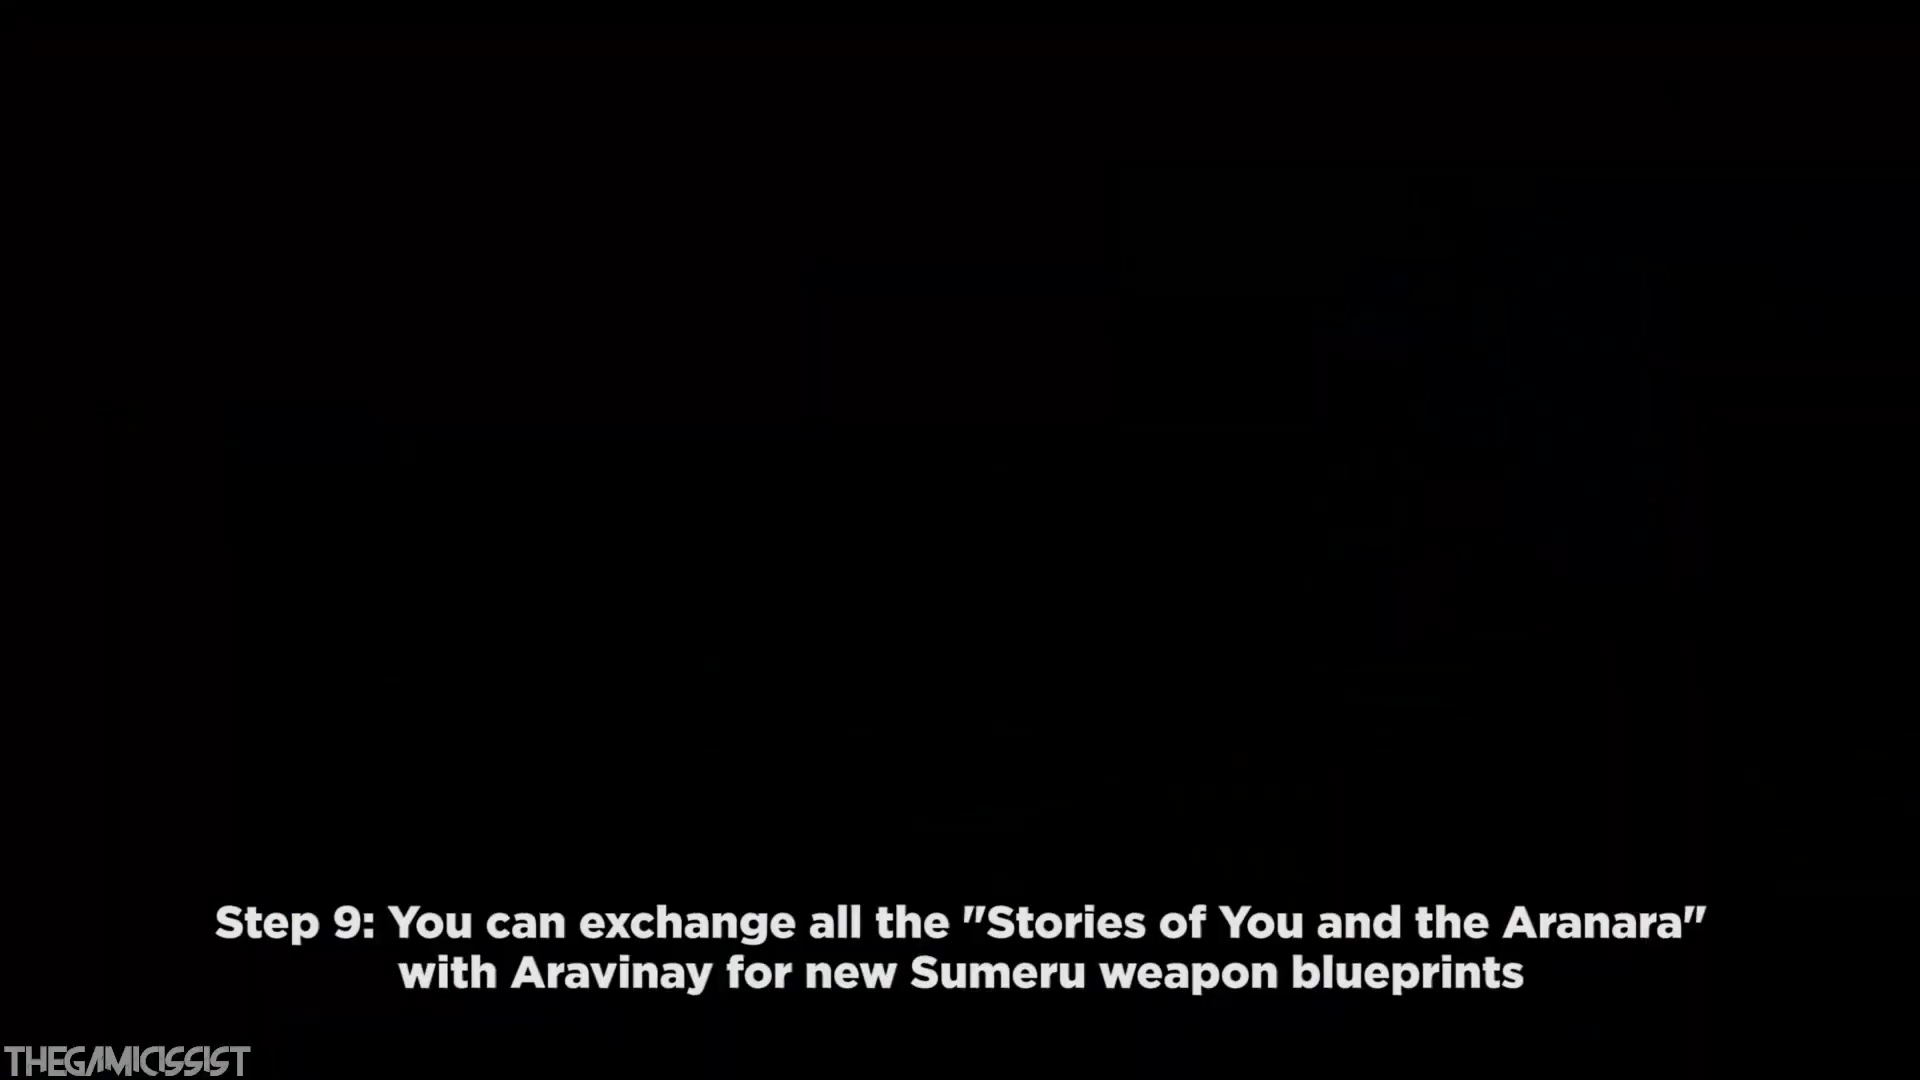 Step 9: You can exchange all the "Stories of You and the Aranara"
with Aravinay for new Sumeru weapon blueprints
THEGAMICISSIST